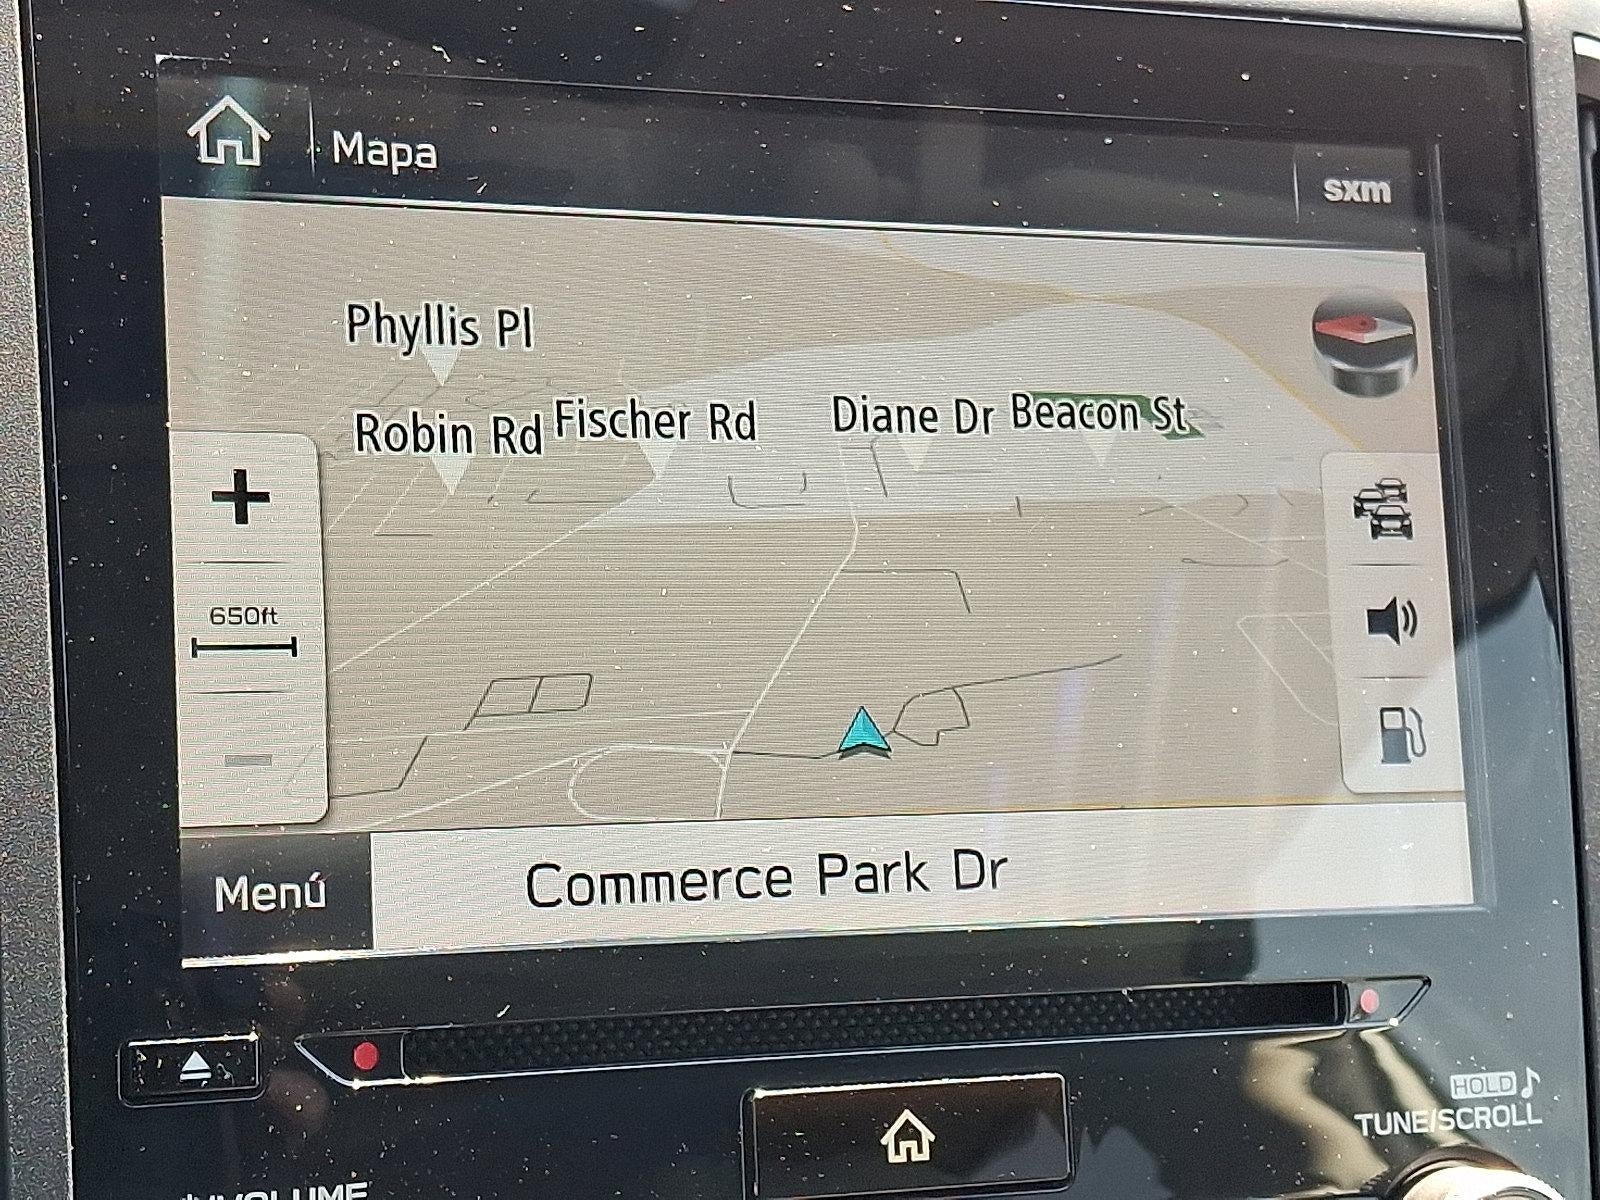 Mapa
sxm
Phyllis Pl
Robin Rd
Fischer Rd
Diane Dr
Beacon St
650ft
Menú
Commerce Park Dr
HOLD
TUNE/SCROLL
VOLUME